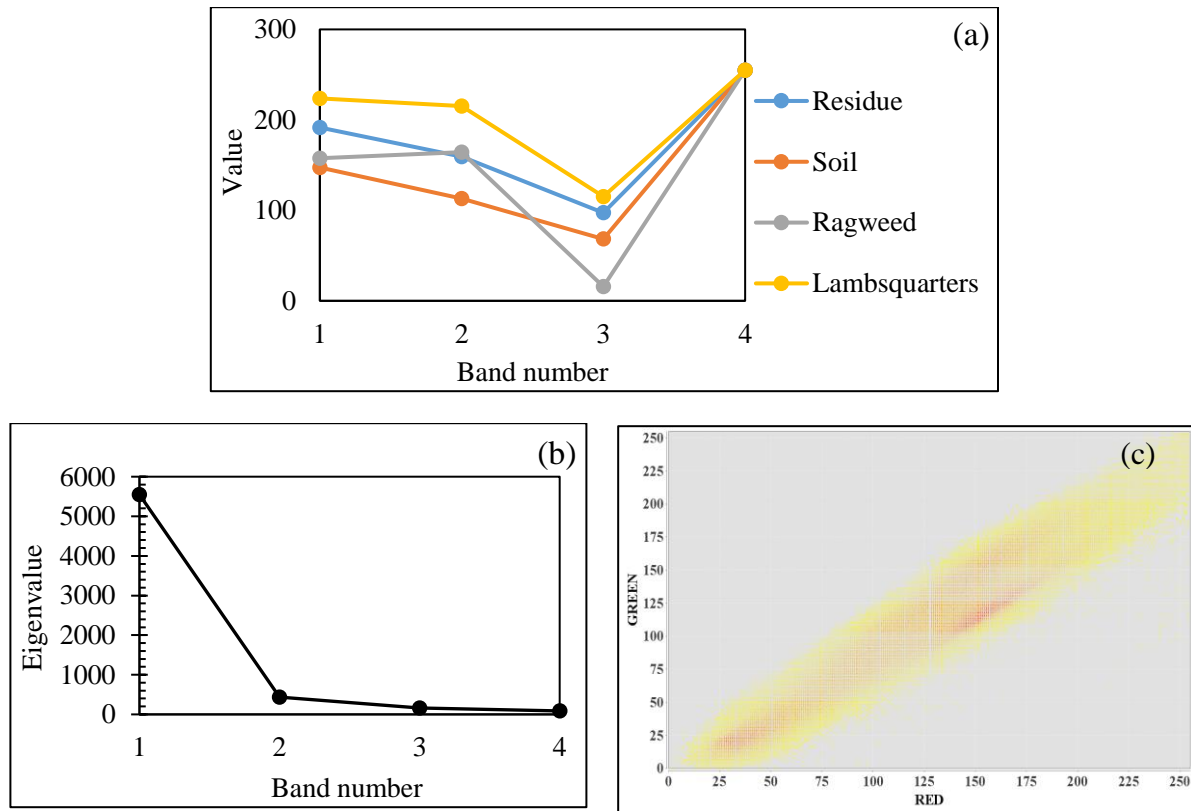 (a)
300
200
100
0
Value
1 2 3 4
Band number
Residue
Soil
Ragweed
Lambsquarters
(b)
6000
5000
4000
3000
2000
1000
0
Eigenvalue
1 2 3 4
Band number
(c)
250
225
200
175
150
125
100
75
50
25
0
GREEN
0 25 50 75 100 125 150 175 200 225 250
RED